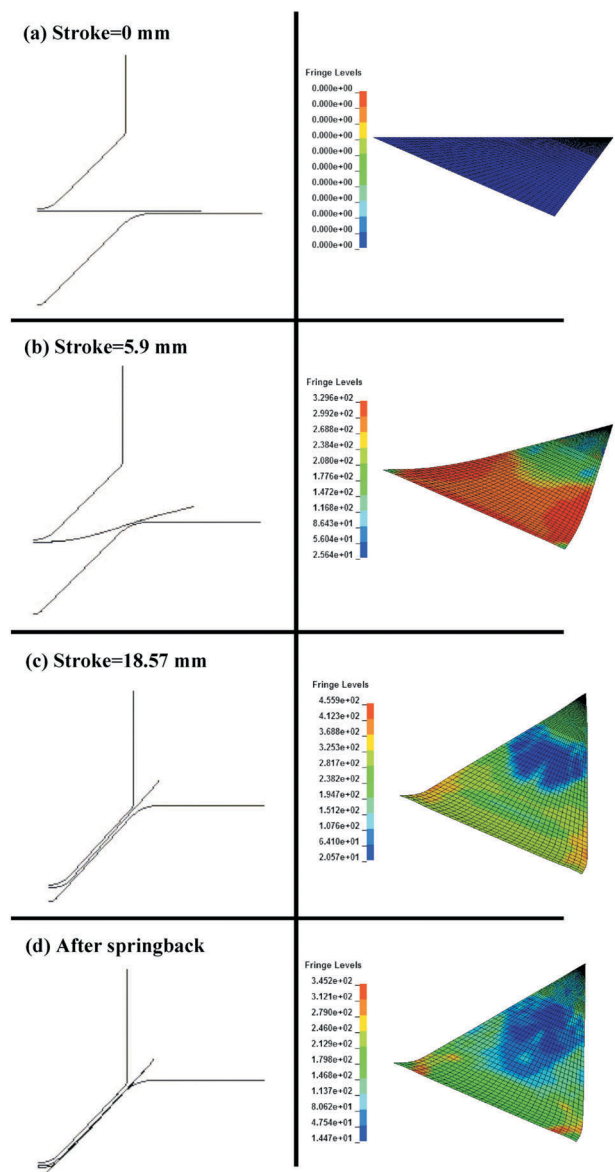 (a) Stroke=0 mm
Fringe Levels
0.000e+00
0.000e+00
0.000e+00
0.000e+00
0.000e+00
0.000e+00
0.000e+00
0.000e+00
0.000e+00
0.000e+00
0.000e+00
(b) Stroke=5.9 mm
Fringe Levels
3.296e+02
2.992e+02
2.688e+02
2.384e+02
2.080e+02
1.776e+02
1.472e+02
1.168e+02
8.643e+01
5.604e+01
2.564e+01
(c) Stroke=18.57 mm
Fringe Levels
4.559e+02
4.123e+02
3.688e+02
3.253e+02
2.817e+02
2.382e+02
1.947e+02
1.512e+02
1.076e+02
6.410e+01
2.057e+01
(d) After springback
Fringe Levels
3.452e+02
3.121e+02
2.790e+02
2.460e+02
2.129e+02
1.798e+02
1.468e+02
1.137e+02
8.062e+01
4.754e+01
1.447e+01